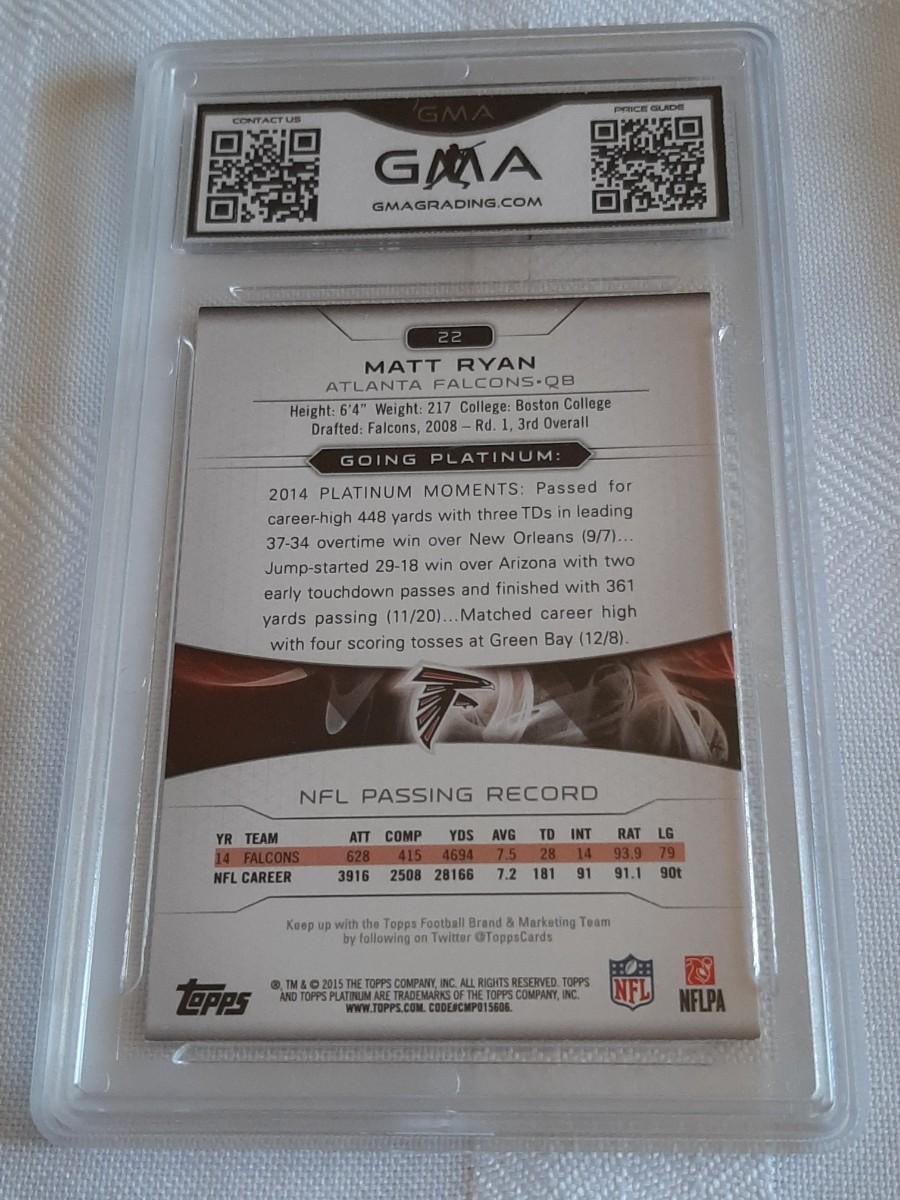 CONTACT US
GMA
PRICE GUIDE
GMA
GMAGRADING.COM
22
MATT RYAN
ATLANTA FALCONS•QB
Height: 6'4" Weight: 217 College: Boston College
Drafted: Falcons, 2008 – Rd. 1, 3rd Overall
GOING PLATINUM:
2014 PLATINUM MOMENTS: Passed for
career-high 448 yards with three TDs in leading
37-34 overtime win over New Orleans (9/7)...
Jump-started 29-18 win over Arizona with two
early touchdown passes and finished with 361
yards passing (11/20)...Matched career high
with four scoring tosses at Green Bay (12/8).
NFL PASSING RECORD
YR TEAM ATT COMP YDS AVG TD INT RAT LG
14 FALCONS 628 415 4694 7.5 28 14 93.9 79
NFL CAREER 3916 2508 28166 7.2 181 91 91.1 90t
Keep up with the Topps Football Brand & Marketing Team
by following on Twitter @ToppsCards
Topps
®, TM & © 2015 THE TOPPS COMPANY, INC. ALL RIGHTS RESERVED. TOPPS
AND TOPPS PLATINUM ARE TRADEMARKS OF THE TOPPS COMPANY, INC.
WWW.TOPPS.COM. CODE#CMP015606.
NFL
NFLPA